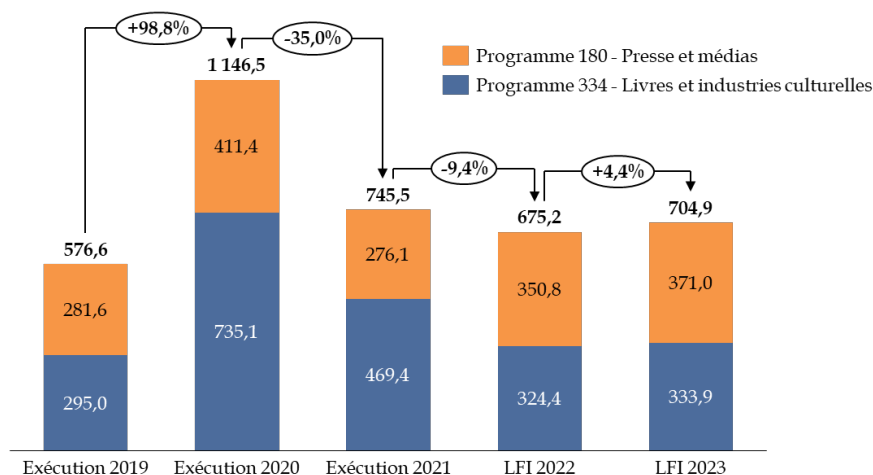 +98,8%
-35,0%
1 146,5
Programme 180 - Presse et médias
Programme 334 - Livres et industries culturelles
411,4
-9,4%
+4,4%
745,5
675,2
704,9
576,6
276,1
350,8
371,0
281,6
735,1
469,4
324,4
333,9
295,0
Exécution 2019
Exécution 2020
Exécution 2021
LFI 2022
LFI 2023